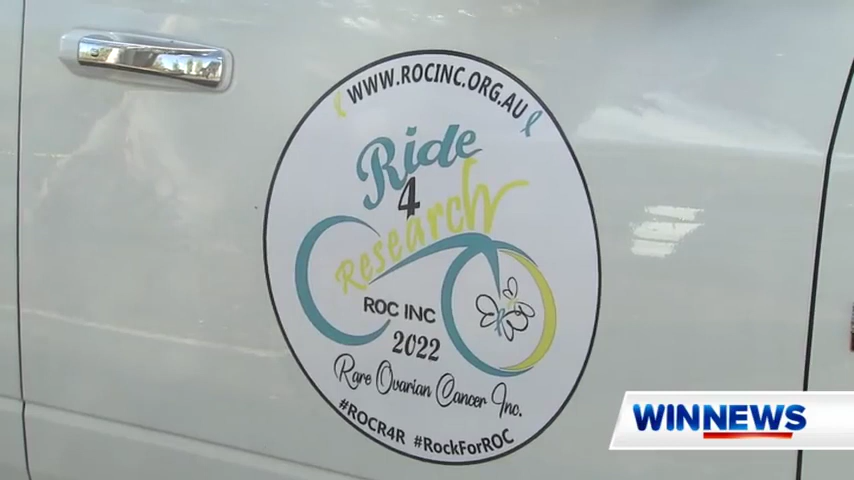 WWW.ROCINC.ORG.AU
Ride
4
Research
ROC INC
2022
Rare Ovarian Cancer Inc.
#ROCR4R #RockForROC
WINNEWS